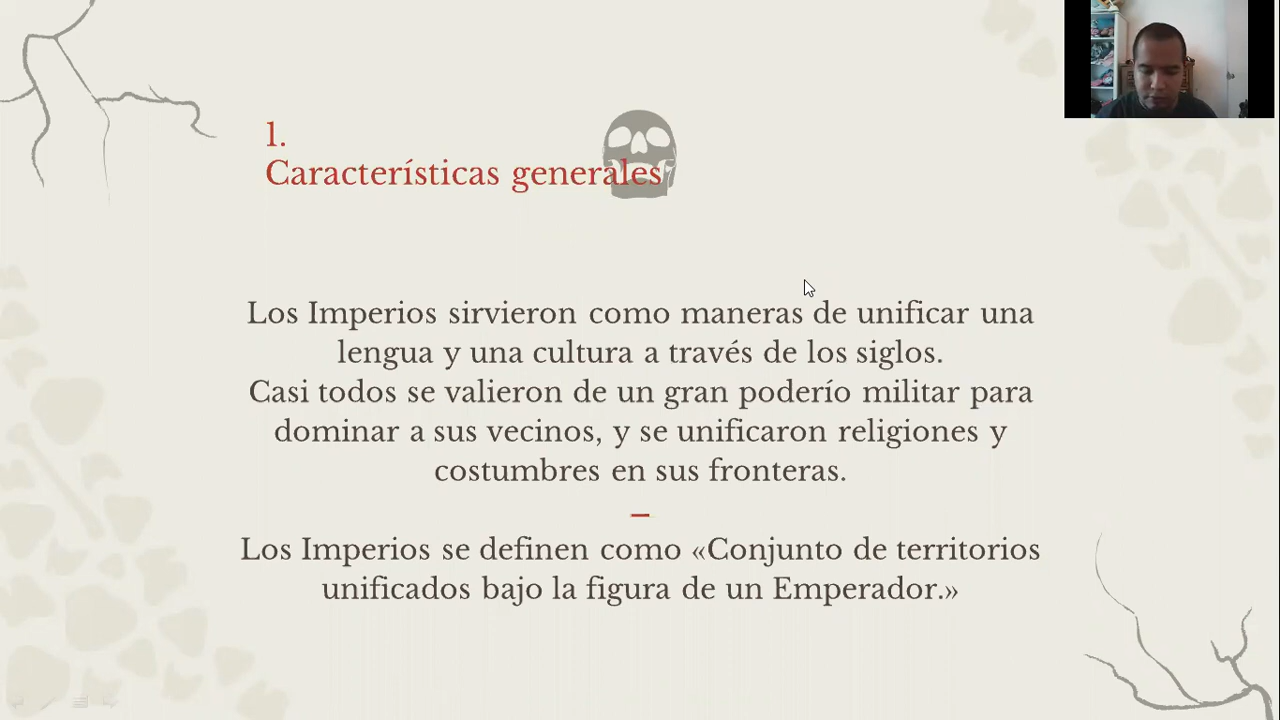 1.
Características generales
Los Imperios sirvieron como maneras de unificar una
lengua y una cultura a través de los siglos.
Casi todos se valieron de un gran poderío militar para
dominar a sus vecinos, y se unificaron religiones y
costumbres en sus fronteras.
–
Los Imperios se definen como «Conjunto de territorios
unificados bajo la figura de un Emperador.»